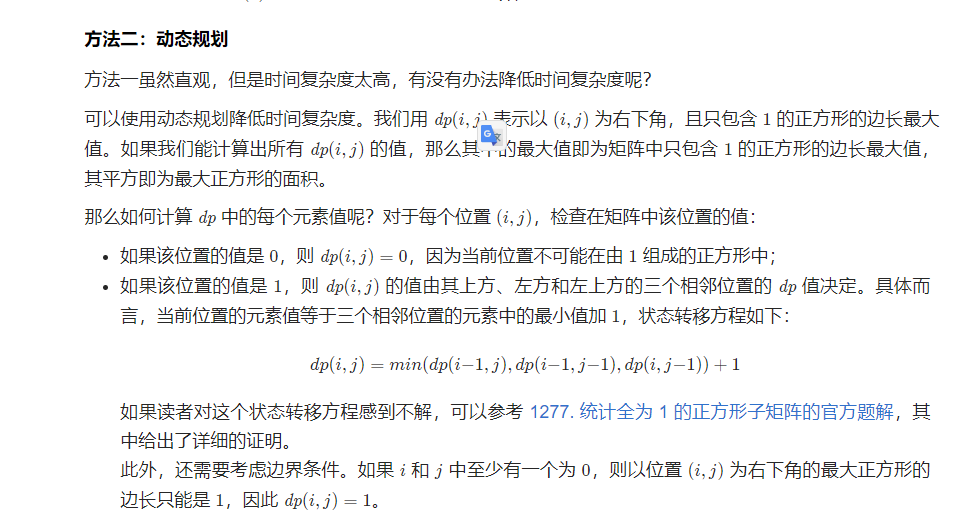 方法二：动态规划
方法一虽然直观，但是时间复杂度太高，有没有办法降低时间复杂度呢？
可以使用动态规划降低时间复杂度。我们用 dp(i, j) 表示以 (i, j) 为右下角，且只包含 1 的正方形的边长最大
值。如果我们能计算出所有 dp(i, j) 的值，那么其中的最大值即为矩阵中只包含 1 的正方形的边长最大值，
其平方即为最大正方形的面积。
那么如何计算 dp 中的每个元素值呢？对于每个位置 (i, j)，检查在矩阵中该位置的值：
• 如果该位置的值是 0，则 dp(i, j) = 0，因为当前位置不可能在由 1 组成的正方形中；
• 如果该位置的值是 1，则 dp(i, j) 的值由其上方、左方和左上方的三个相邻位置的 dp 值决定。具体而
言，当前位置的元素值等于三个相邻位置的元素中的最小值加 1，状态转移方程如下：
dp(i, j) = min(dp(i−1, j), dp(i−1, j−1), dp(i, j−1)) + 1
如果读者对这个状态转移方程感到不解，可以参考 1277. 统计全为 1 的正方形子矩阵的官方题解，其
中给出了详细的证明。
此外，还需要考虑边界条件。如果 i 和 j 中至少有一个为 0，则以位置 (i, j) 为右下角的最大正方形的
边长只能是 1，因此 dp(i, j) = 1。